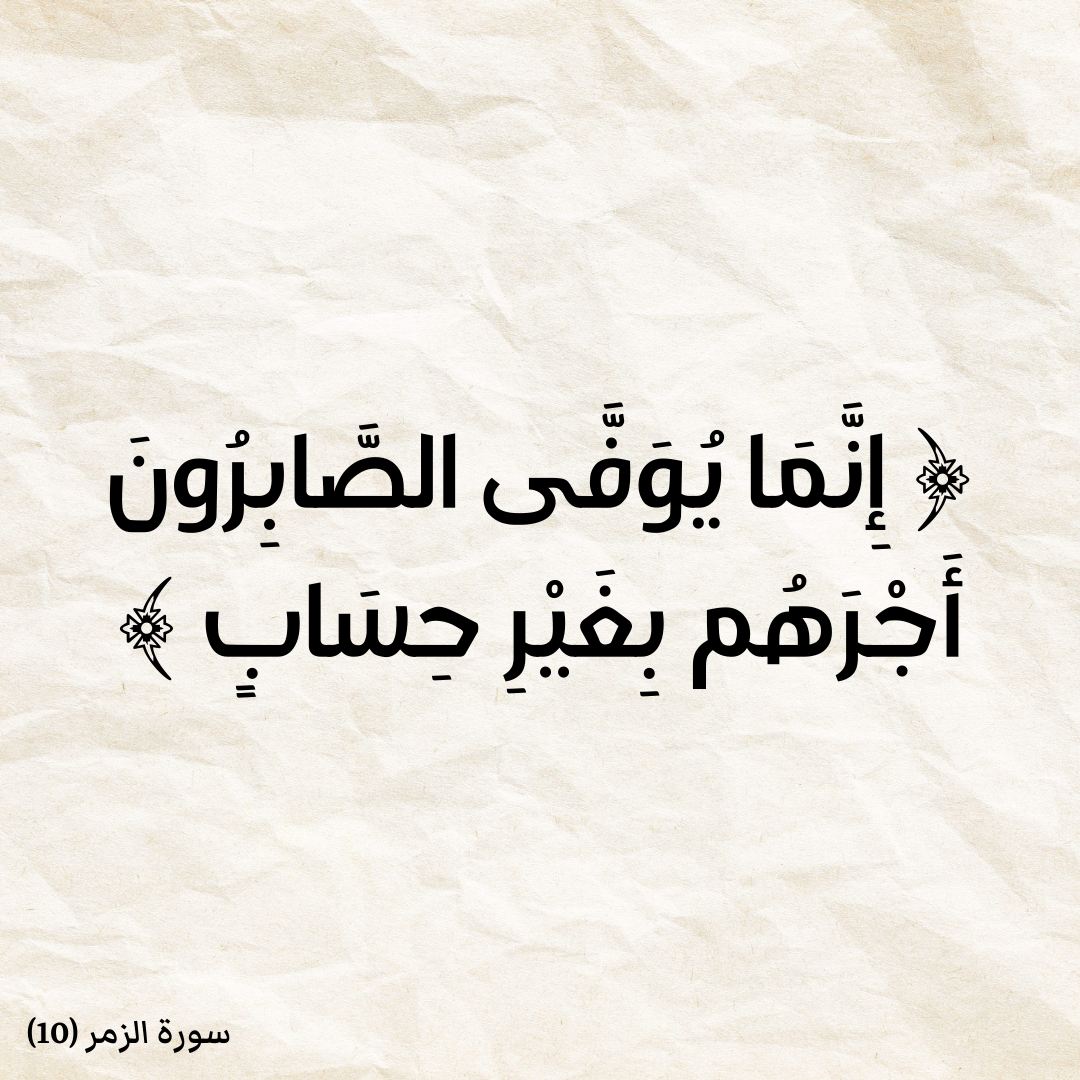 ﴿ إِنَّمَا يُوَفَّى الصَّابِرُونَ
أَجْرَهُم بِغَيْرِ حِسَابٍ ﴾
سورة الزمر (10)